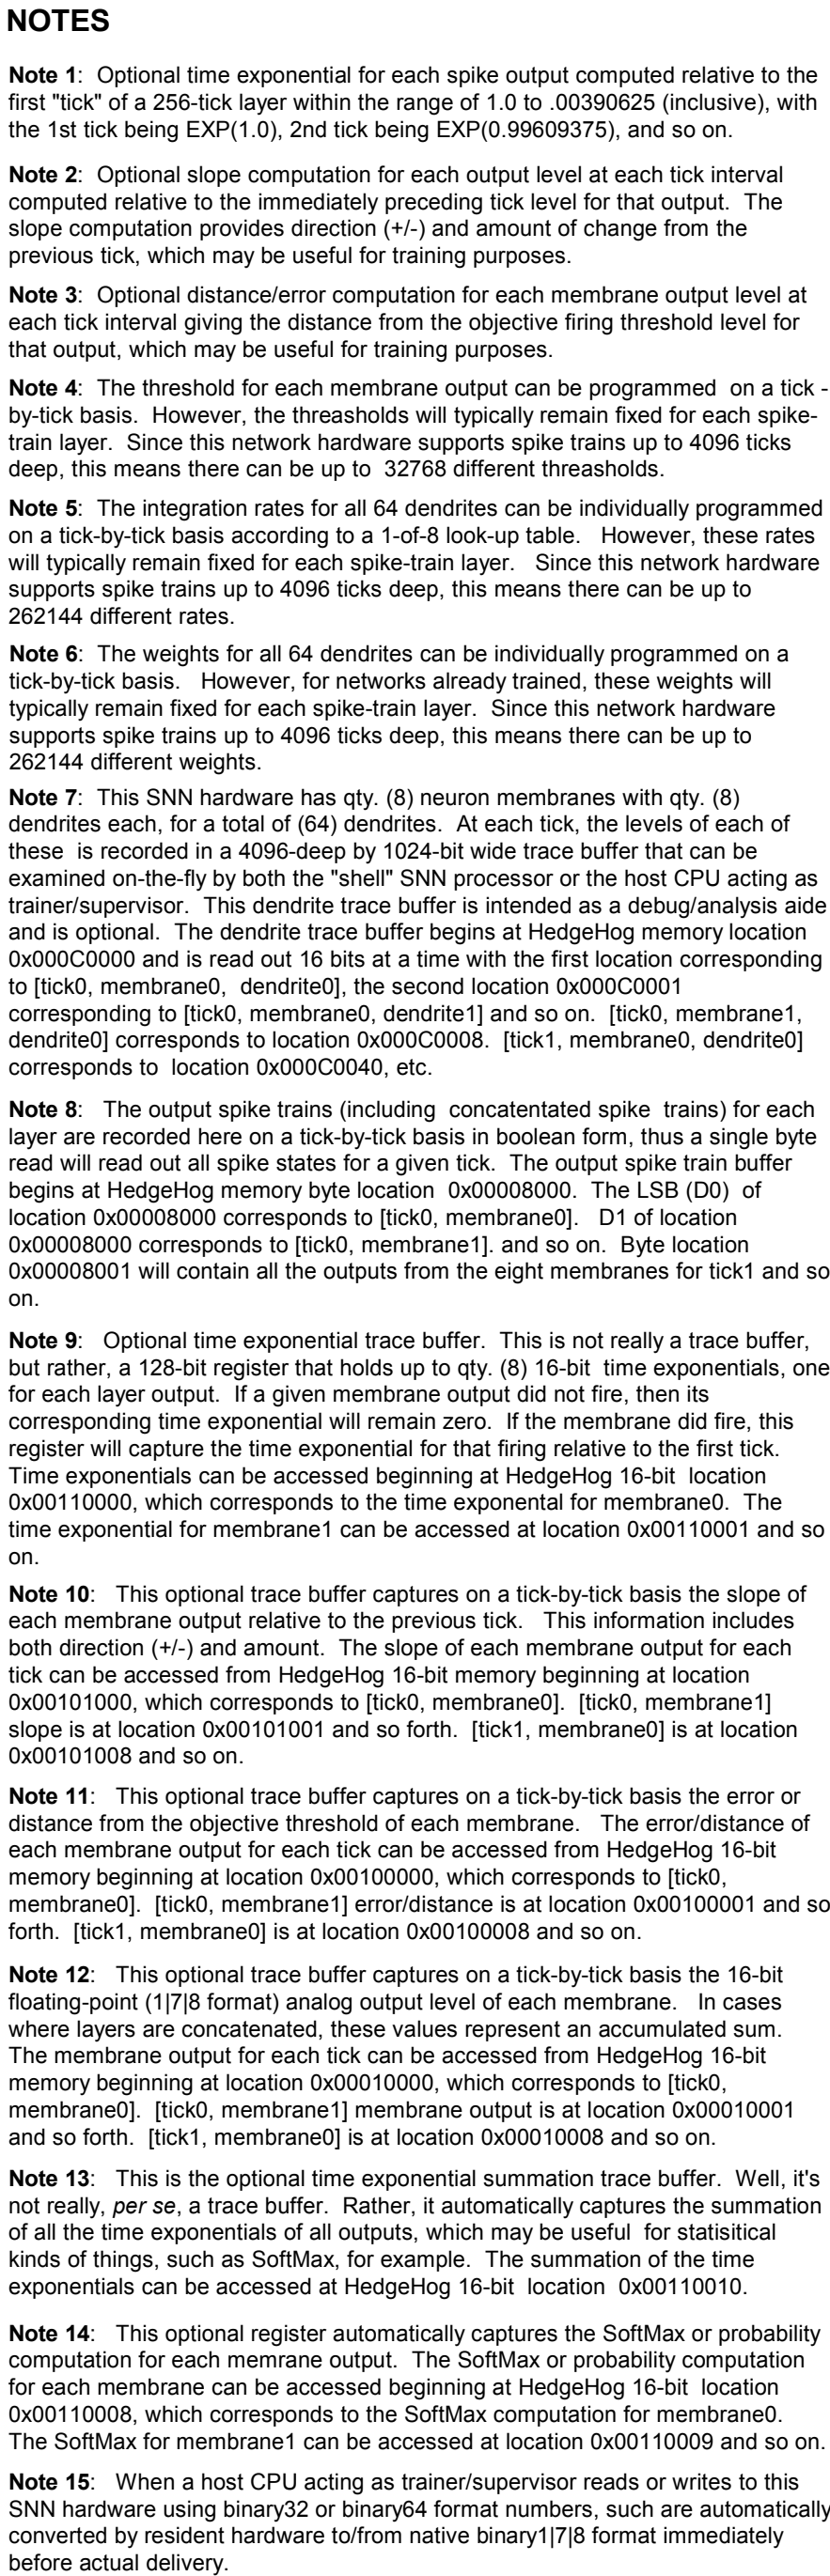 NOTES
Note 1:  Optional time exponential for each spike output computed relative to the
first "tick" of a 256-tick layer within the range of 1.0 to .00390625 (inclusive), with
the 1st tick being EXP(1.0), 2nd tick being EXP(0.99609375), and so on.
Note 2:  Optional slope computation for each output level at each tick interval
computed relative to the immediately preceding tick level for that output.  The
slope computation provides direction (+/-) and amount of change from the
previous tick, which may be useful for training purposes.
Note 3:  Optional distance/error computation for each membrane output level at
each tick interval giving the distance from the objective firing threshold level for
that output, which may be useful for training purposes.
Note 4:  The threshold for each membrane output can be programmed  on a tick -
by-tick basis.  However, the threasholds will typically remain fixed for each spike-
train layer.  Since this network hardware supports spike trains up to 4096 ticks
deep, this means there can be up to  32768 different threasholds.
Note 5:  The integration rates for all 64 dendrites can be individually programmed
on a tick-by-tick basis according to a 1-of-8 look-up table.   However, these rates
will typically remain fixed for each spike-train layer.   Since this network hardware
supports spike trains up to 4096 ticks deep, this means there can be up to
262144 different rates.
Note 6:  The weights for all 64 dendrites can be individually programmed on a
tick-by-tick basis.   However, for networks already trained, these weights will
typically remain fixed for each spike-train layer.  Since this network hardware
supports spike trains up to 4096 ticks deep, this means there can be up to
262144 different weights.
Note 7:  This SNN hardware has qty. (8) neuron membranes with qty. (8)
dendrites each, for a total of (64) dendrites.  At each tick, the levels of each of
these  is recorded in a 4096-deep by 1024-bit wide trace buffer that can be
examined on-the-fly by both the "shell" SNN processor or the host CPU acting as
trainer/supervisor.  This dendrite trace buffer is intended as a debug/analysis aide
and is optional.  The dendrite trace buffer begins at HedgeHog memory location
0x000C0000 and is read out 16 bits at a time with the first location corresponding
to [tick0, membrane0,  dendrite0], the second location 0x000C0001
corresponding to [tick0, membrane0, dendrite1] and so on.  [tick0, membrane1,
dendrite0] corresponds to location 0x000C0008.  [tick1, membrane0, dendrite0]
corresponds to  location 0x000C0040, etc.
Note 8:   The output spike trains (including  concatentated spike  trains) for each
layer are recorded here on a tick-by-tick basis in boolean form, thus a single byte
read will read out all spike states for a given tick.  The output spike train buffer
begins at HedgeHog memory byte location  0x00008000.  The LSB (D0)  of
location 0x00008000 corresponds to [tick0, membrane0].   D1 of location
0x00008000 corresponds to [tick0, membrane1]. and so on.  Byte location
0x00008001 will contain all the outputs from the eight membranes for tick1 and so
on.
Note 9:   Optional time exponential trace buffer.  This is not really a trace buffer,
but rather, a 128-bit register that holds up to qty. (8) 16-bit  time exponentials, one
for each layer output.  If a given membrane output did not fire, then its
corresponding time exponential will remain zero.  If the membrane did fire, this
register will capture the time exponential for that firing relative to the first tick.
Time exponentials can be accessed beginning at HedgeHog 16-bit  location
0x00110000, which corresponds to the time exponental for membrane0.  The
time exponential for membrane1 can be accessed at location 0x00110001 and so
on.
Note 10:   This optional trace buffer captures on a tick-by-tick basis the slope of
each membrane output relative to the previous tick.   This information includes
both direction (+/-) and amount.  The slope of each membrane output for each
tick can be accessed from HedgeHog 16-bit memory beginning at location
0x00101000, which corresponds to [tick0, membrane0].  [tick0, membrane1]
slope is at location 0x00101001 and so forth.  [tick1, membrane0] is at location
0x00101008 and so on.
Note 11:   This optional trace buffer captures on a tick-by-tick basis the error or
distance from the objective threshold of each membrane.   The error/distance of
each membrane output for each tick can be accessed from HedgeHog 16-bit
memory beginning at location 0x00100000, which corresponds to [tick0,
membrane0].  [tick0, membrane1] error/distance is at location 0x00100001 and so
forth.  [tick1, membrane0] is at location 0x00100008 and so on.
Note 12:   This optional trace buffer captures on a tick-by-tick basis the 16-bit
floating-point (1|7|8 format) analog output level of each membrane.   In cases
where layers are concatenated, these values represent an accumulated sum.
The membrane output for each tick can be accessed from HedgeHog 16-bit
memory beginning at location 0x00010000, which corresponds to [tick0,
membrane0].  [tick0, membrane1] membrane output is at location 0x00010001
and so forth.  [tick1, membrane0] is at location 0x00010008 and so on.
Note 13:   This is the optional time exponential summation trace buffer.  Well, it's
not really, per se, a trace buffer.  Rather, it automatically captures the summation
of all the time exponentials of all outputs, which may be useful  for statisitical
kinds of things, such as SoftMax, for example.  The summation of the time
exponentials can be accessed at HedgeHog 16-bit  location  0x00110010.
Note 14:   This optional register automatically captures the SoftMax or probability
computation for each memrane output.  The SoftMax or probability computation
for each membrane can be accessed beginning at HedgeHog 16-bit  location
0x00110008, which corresponds to the SoftMax computation for membrane0.
The SoftMax for membrane1 can be accessed at location 0x00110009 and so on.
Note 15:   When a host CPU acting as trainer/supervisor reads or writes to this
SNN hardware using binary32 or binary64 format numbers, such are automatically
converted by resident hardware to/from native binary1|7|8 format immediately
before actual delivery.